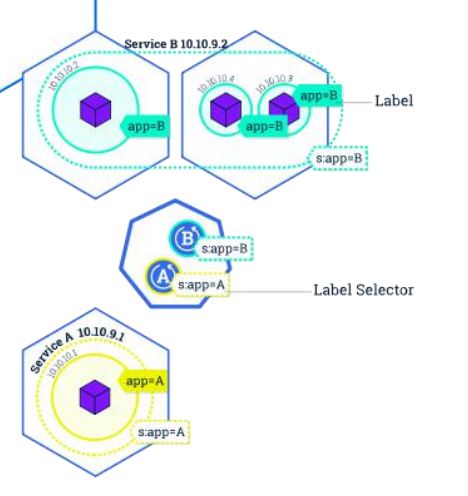 Service B 10.10.9.2
10.10.10.2
10.10.10.4
10.10.10.3
app=B
app=B
app=B
Label
s:app=B
B
s:app=B
A
s:app=A
Label Selector
Service A 10.10.9.1
10.10.10.1
app=A
s:app=A